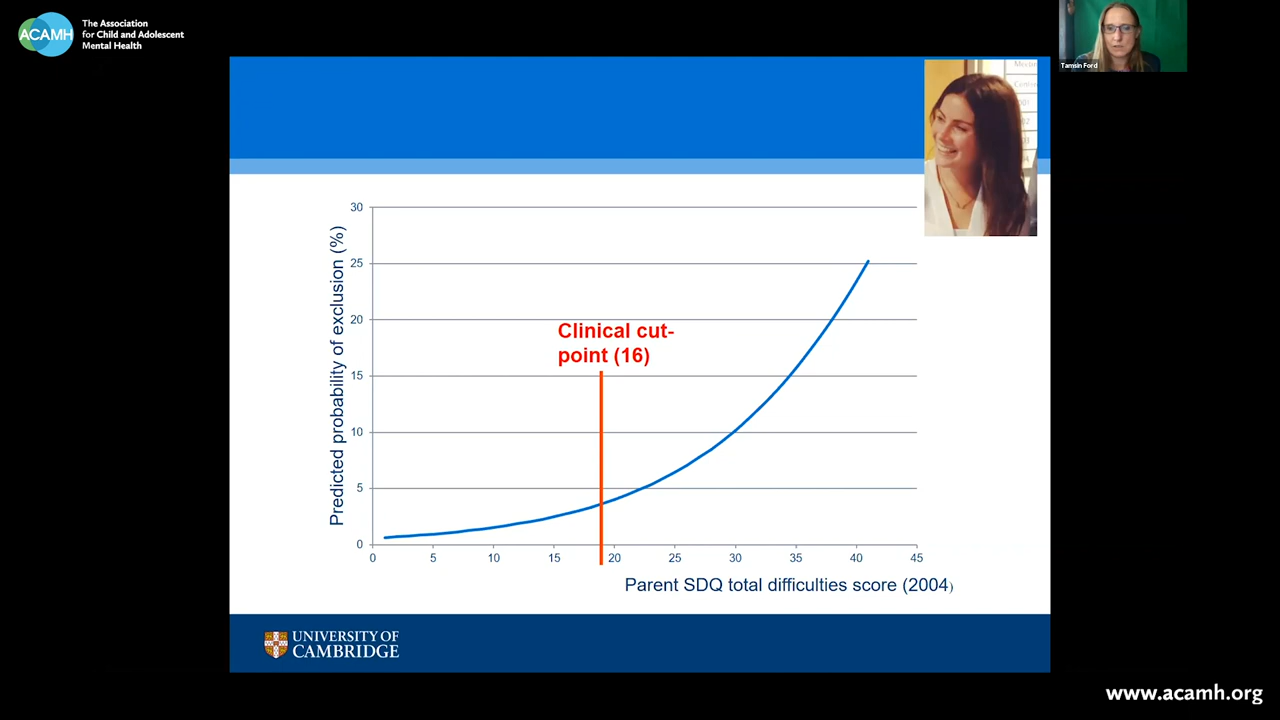 ACAMH
The Association
for Child and Adolescent
Mental Health
Tamsin Ford
Predicted probability of exclusion (%)
30
25
20
15
10
5
0
Clinical cut-
point (16)
0 5 10 15 20 25 30 35 40 45
Parent SDQ total difficulties score (2004)
UNIVERSITY OF
CAMBRIDGE
www.acamh.org